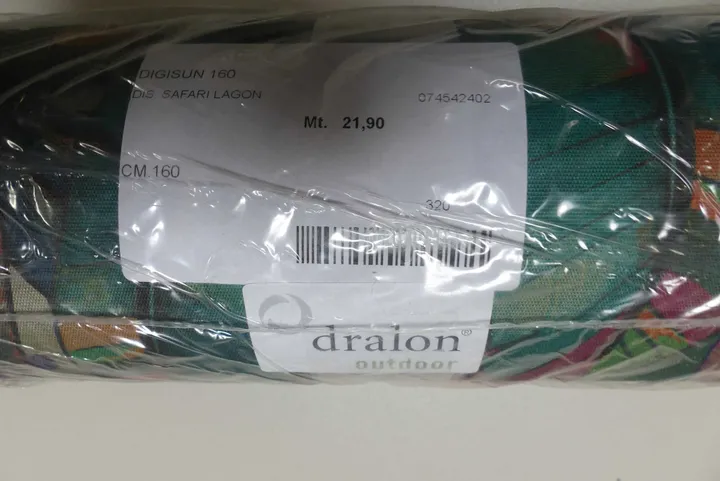 DIGISUN 160
DIS SAFARI LAGON 074542402
Mt. 21,90
CM.160
320
dralon®
outdoor